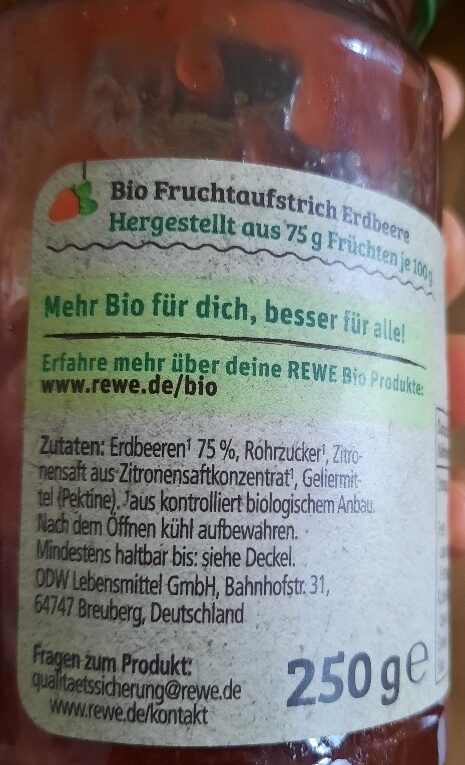 Bio Fruchtaufstrich Erdbeere
Hergestellt aus 75 g Früchten je 100 g
Mehr Bio für dich, besser für alle!
Erfahre mehr über deine REWE Bio Produkte:
www.rewe.de/bio
Zutaten: Erdbeeren¹ 75 %, Rohrzucker¹, Zitro-
nensaft aus Zitronensaftkonzentrat¹, Geliermit-
tel (Pektine). ¹aus kontrolliert biologischem Anbau.
Nach dem Öffnen kühl aufbewahren.
Mindestens haltbar bis: siehe Deckel.
ODW Lebensmittel GmbH, Bahnhofstr. 31,
64747 Breuberg, Deutschland
Fragen zum Produkt:
qualitaetssicherung@rewe.de
www.rewe.de/kontakt
250 g e